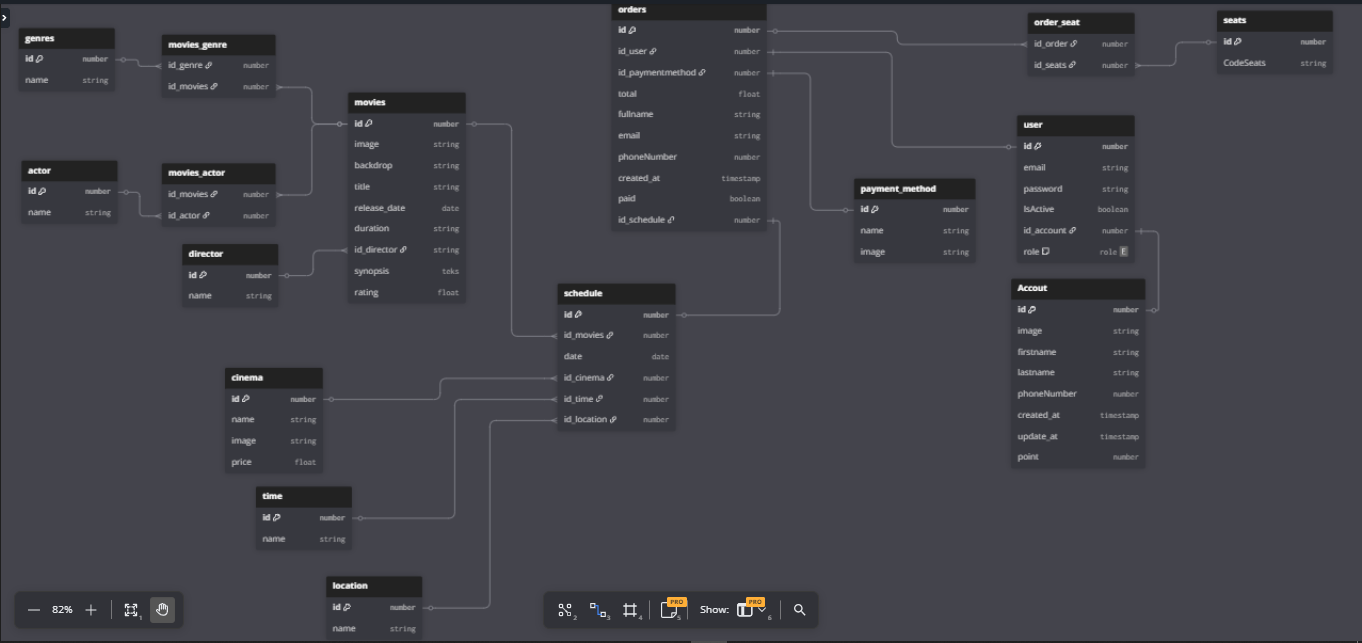 genres
id number
name string
movies_genre
id_genre number
id_movies number
actor
id number
name string
movies_actor
id_movies number
id_actor number
director
id number
name string
movies
id number
image string
backdrop string
title string
release_date date
duration string
id_director string
synopsis teks
rating float
cinema
id number
name string
image string
price float
time
id number
name string
location
id number
name string
schedule
id number
id_movies number
date date
id_cinema number
id_time number
id_location number
orders
id number
id_user number
id_paymentmethod number
total float
fullname string
email string
phoneNumber number
created_at timestamp
paid boolean
id_schedule number
payment_method
id number
name string
image string
order_seat
id_order number
id_seats number
seats
id number
CodeSeats string
user
id number
email string
password string
IsActive boolean
id_account number
role role E
Accout
id number
image string
firstname string
lastname string
phoneNumber number
created_at timestamp
update_at timestamp
point number
82% 1
2 3 4 PRO 5 Show: PRO 6